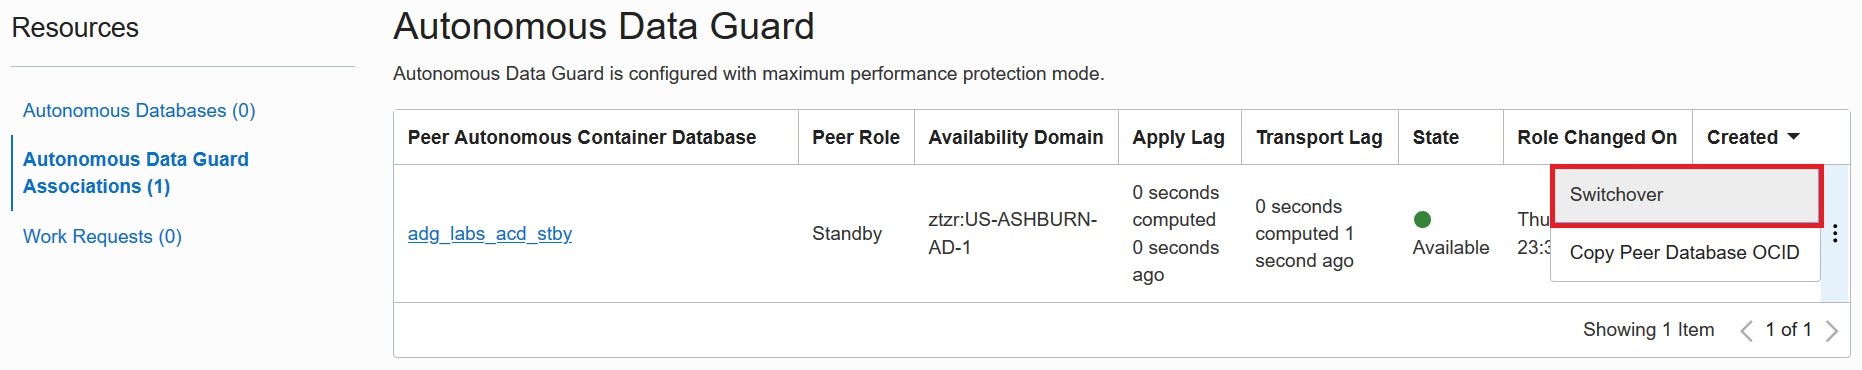 Resources
Autonomous Databases (0)
Autonomous Data Guard
Associations (1)
Work Requests (0)
Autonomous Data Guard
Autonomous Data Guard is configured with maximum performance protection mode.
Peer Autonomous Container Database Peer Role Availability Domain Apply Lag Transport Lag State Role Changed On Created
adg_labs_acd_stby
Standby
ztzr:US-ASHBURN-
AD-1
0 seconds
computed
0 seconds
ago
0 seconds
computed 1
second ago
Available
Thu
23:3
Switchover
Copy Peer Database OCID
Showing 1 Item 1 of 1